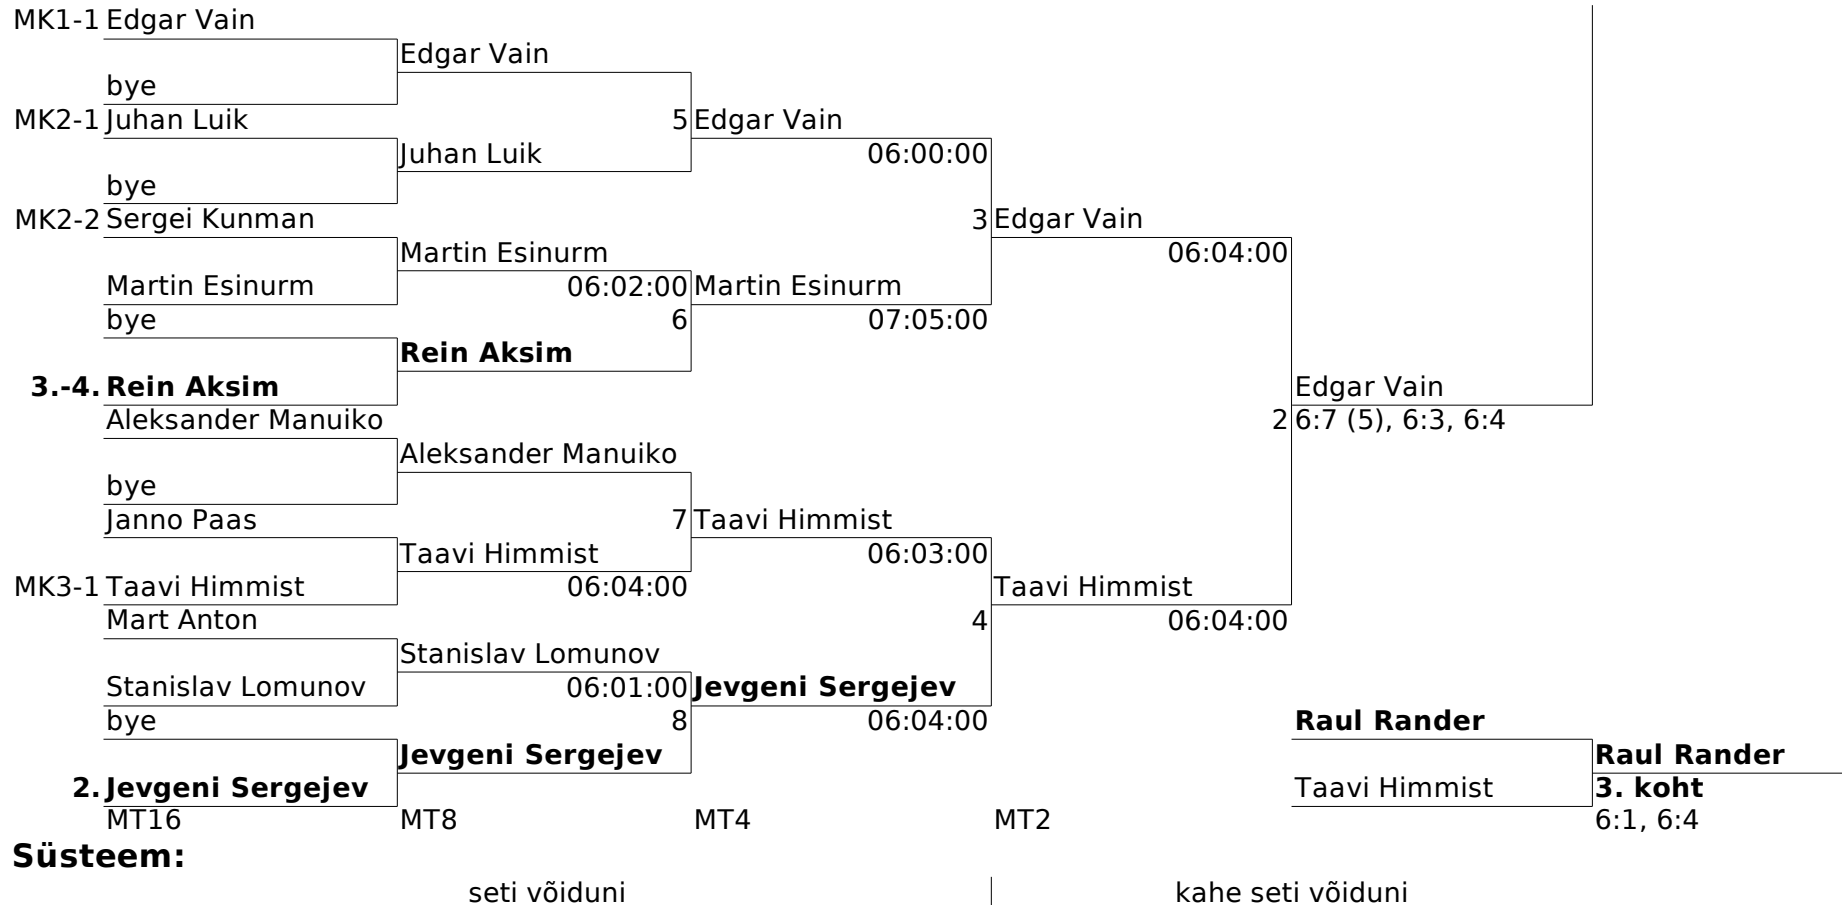 MK1-1 Edgar Vain
Edgar Vain
bye
MK2-1 Juhan Luik 5 Edgar Vain
Juhan Luik 06:00:00
bye
MK2-2 Sergei Kunman 3 Edgar Vain
Martin Esinurm 06:04:00
Martin Esinurm 06:02:00 Martin Esinurm
bye 6 07:05:00
Rein Aksim
3.-4. Rein Aksim Edgar Vain
Aleksander Manuiko 2 6:7 (5), 6:3, 6:4
Aleksander Manuiko
bye
Janno Paas 7 Taavi Himmist
Taavi Himmist 06:03:00
MK3-1 Taavi Himmist 06:04:00 Taavi Himmist
Mart Anton 4 06:04:00
Stanislav Lomunov
Stanislav Lomunov 06:01:00 Jevgeni Sergejev
bye 8 06:04:00 Raul Rander
Jevgeni Sergejev Raul Rander
2. Jevgeni Sergejev Taavi Himmist 3. koht
MT16 MT8 MT4 MT2 6:1, 6:4
Süsteem:
seti võiduni kahe seti võiduni